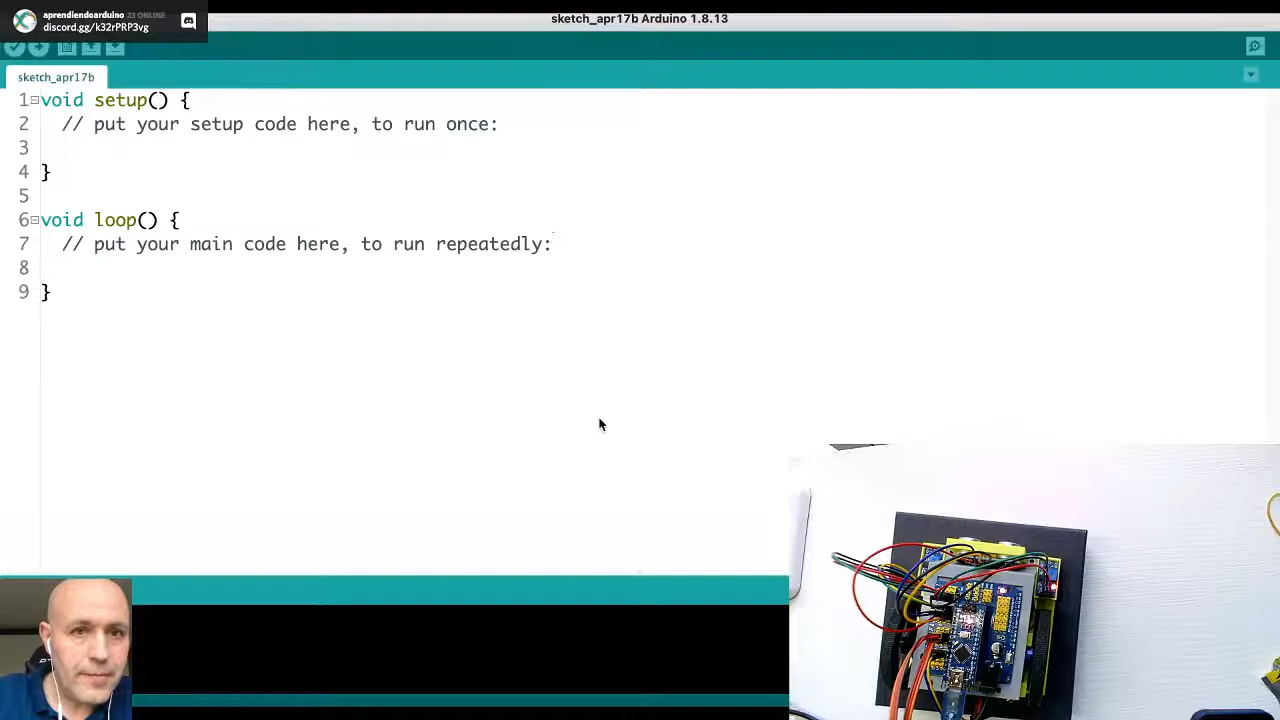 aprendiendoarduino 23 ONLINE
discord.gg/k32rPRP3vg
sketch_apr17b Arduino 1.8.13
sketch_apr17b
1 void setup() {
2 // put your setup code here, to run once:
3
4 }
5
6 void loop() {
7 // put your main code here, to run repeatedly:
8
9 }